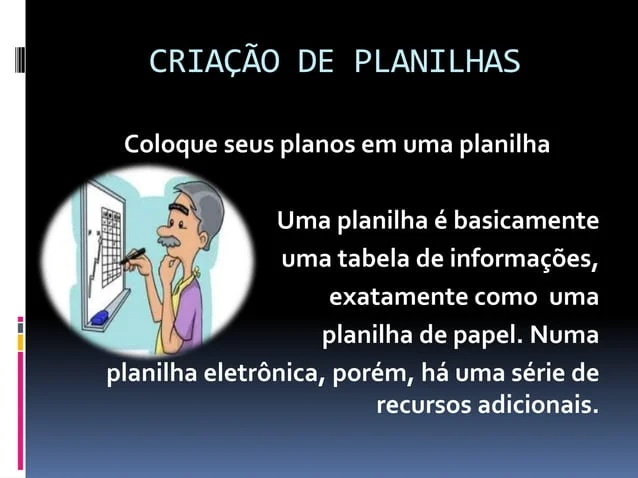 CRIAÇÃO DE PLANILHAS
Coloque seus planos em uma planilha
Uma planilha é basicamente
uma tabela de informações,
exatamente como uma
planilha de papel. Numa
planilha eletrônica, porém, há uma série de
recursos adicionais.